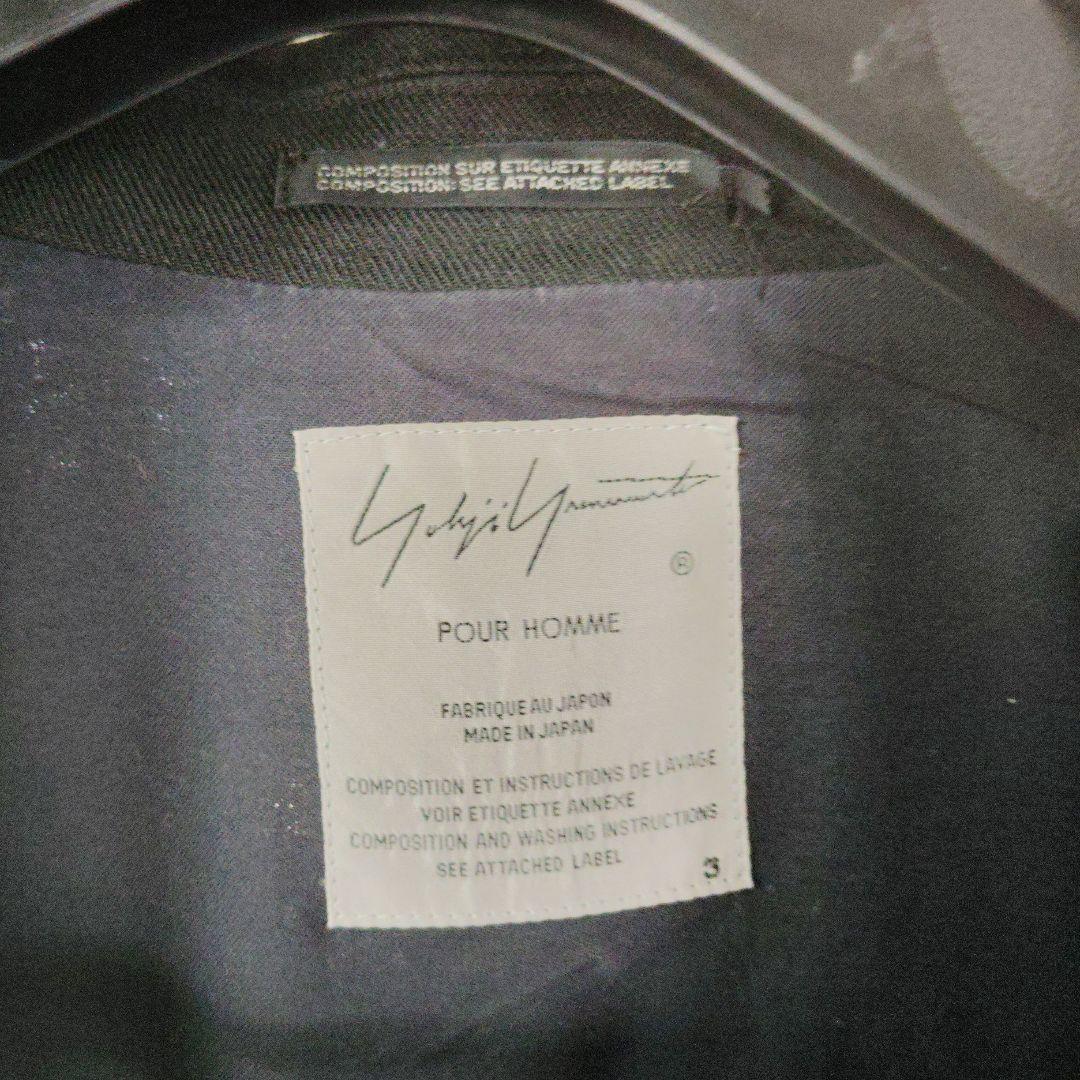 COMPOSITION SUR ETIQUETTE ANNEXE
COMPOSITION: SEE ATTACHED LABEL
Yohji Yamamoto
®
POUR HOMME
FABRIQUE AU JAPON
MADE IN JAPAN
COMPOSITION ET INSTRUCTIONS DE LAVAGE
VOIR ETIQUETTE ANNEXE
COMPOSITION AND WASHING INSTRUCTIONS
SEE ATTACHED LABEL
3